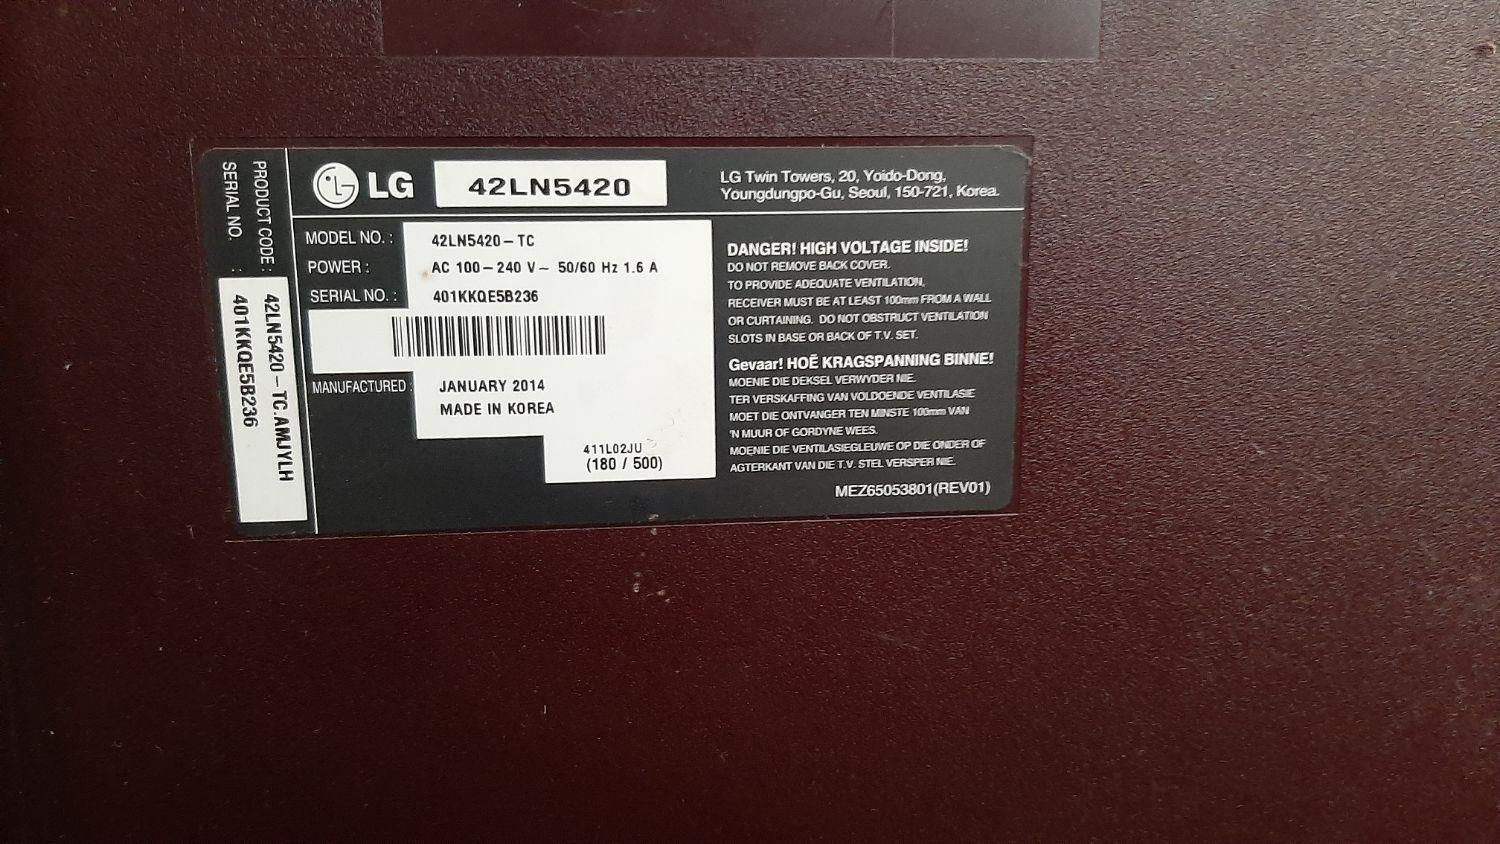 LG 42LN5420
LG Twin Towers, 20, Yoido-Dong,
Youngdungpo-Gu, Seoul, 150-721, Korea.
PRODUCT CODE : 42LN5420-TC.AMJYLH
SERIAL NO. : 401KKQE5B236
MODEL NO. : 42LN5420-TC
POWER : AC 100-240 V~ 50/60 Hz 1.6 A
SERIAL NO. : 401KKQE5B236
MANUFACTURED : JANUARY 2014
MADE IN KOREA
411L02JU
(180 / 500)
DANGER! HIGH VOLTAGE INSIDE!
DO NOT REMOVE BACK COVER.
TO PROVIDE ADEQUATE VENTILATION,
RECEIVER MUST BE AT LEAST 100mm FROM A WALL
OR CURTAINING. DO NOT OBSTRUCT VENTILATION
SLOTS IN BASE OR BACK OF T.V. SET.
Gevaar! HOË KRAGSPANNING BINNE!
MOENIE DIE DEKSEL VERWYDER NIE.
TER VERSKAFFING VAN VOLDOENDE VENTILASIE
MOET DIE ONTVANGER TEN MINSTE 100mm VAN
'N MUUR OF GORDYNE WEES.
MOENIE DIE VENTILASIEGLEUWE OP DIE ONDER OF
AGTERKANT VAN DIE T.V. STEL VERSPER NIE.
MEZ65053801(REV01)